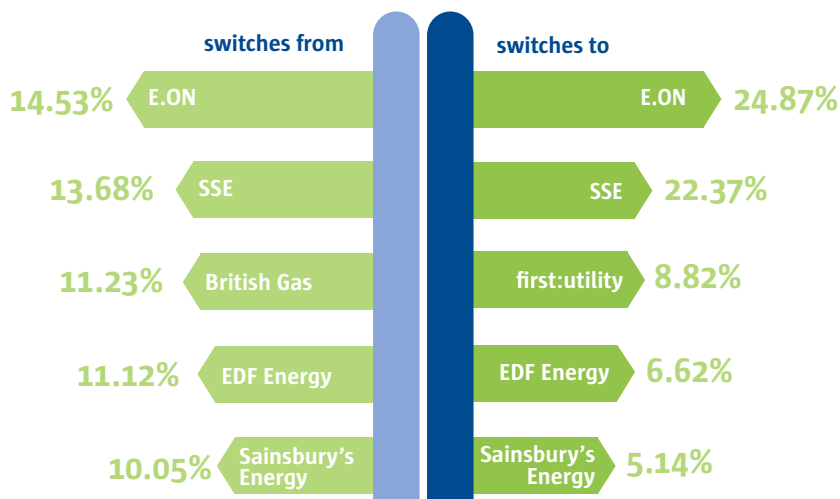 switches from
14.53% E.ON
13.68% SSE
11.23% British Gas
11.12% EDF Energy
10.05% Sainsbury's
Energy
switches to
E.ON 24.87%
SSE 22.37%
first:utility 8.82%
EDF Energy 6.62%
Sainsbury's
Energy 5.14%